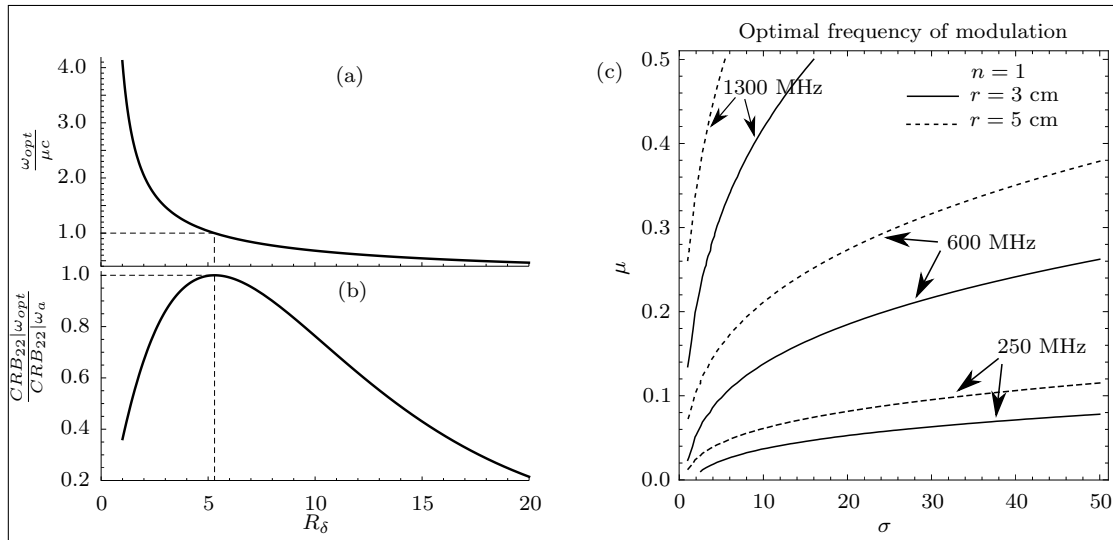 (a)
4.0
3.0
2.0
1.0
ω_opt / μc
(b)
1.0
0.8
0.6
0.4
0.2
CRB_22|ω_opt / CRB_22|ω_a
0 5 10 15 20
R_δ
Optimal frequency of modulation
(c)
μ
0.5
0.4
0.3
0.2
0.1
0.0
n = 1
r = 3 cm
r = 5 cm
1300 MHz
600 MHz
250 MHz
0 10 20 30 40 50
σ